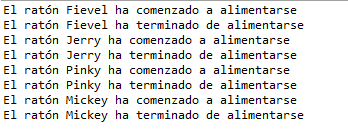 El ratón Fievel ha comenzado a alimentarse
El ratón Fievel ha terminado de alimentarse
El ratón Jerry ha comenzado a alimentarse
El ratón Jerry ha terminado de alimentarse
El ratón Pinky ha comenzado a alimentarse
El ratón Pinky ha terminado de alimentarse
El ratón Mickey ha comenzado a alimentarse
El ratón Mickey ha terminado de alimentarse